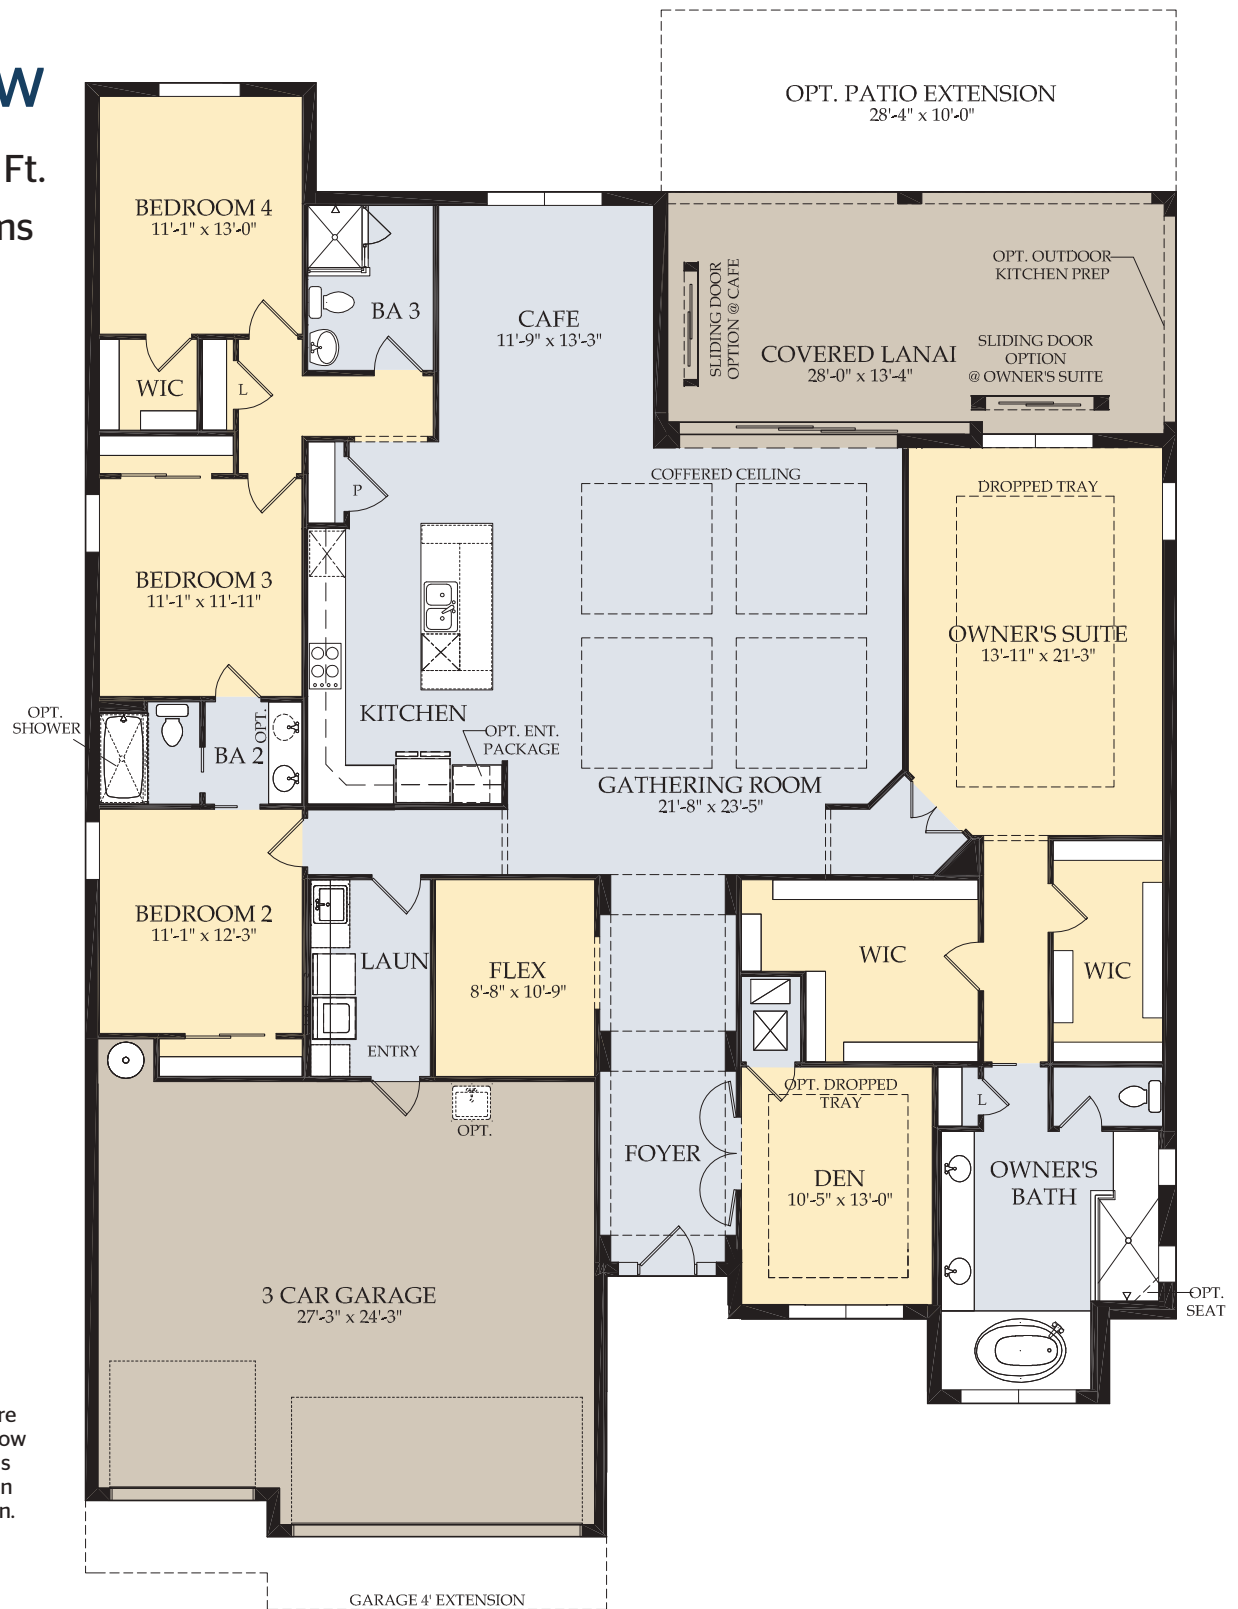 w
Ft.
ms
OPT. PATIO EXTENSION
28'-4" x 10'-0"
BEDROOM 4
11'-1" x 13'-0"
BA 3
CAFE
11'-9" x 13'-3"
SLIDING DOOR
OPTION @ CAFE
OPT. OUTDOOR
KITCHEN PREP
COVERED LANAI
28'-0" x 13'-4"
SLIDING DOOR
OPTION
@ OWNER'S SUITE
WIC
L
P
COFFERED CEILING
DROPPED TRAY
BEDROOM 3
11'-1" x 11'-11"
OWNER'S SUITE
13'-11" x 21'-3"
OPT.
SHOWER
OPT.
BA 2
KITCHEN
OPT. ENT.
PACKAGE
GATHERING ROOM
21'-8" x 23'-5"
BEDROOM 2
11'-1" x 12'-3"
LAUN
FLEX
8'-8" x 10'-9"
WIC
WIC
ENTRY
OPT.
OPT. DROPPED
TRAY
L
FOYER
DEN
10'-5" x 13'-0"
OWNER'S
BATH
3 CAR GARAGE
27'-3" x 24'-3"
OPT.
SEAT
re
ow
s
n
n.
GARAGE 4' EXTENSION